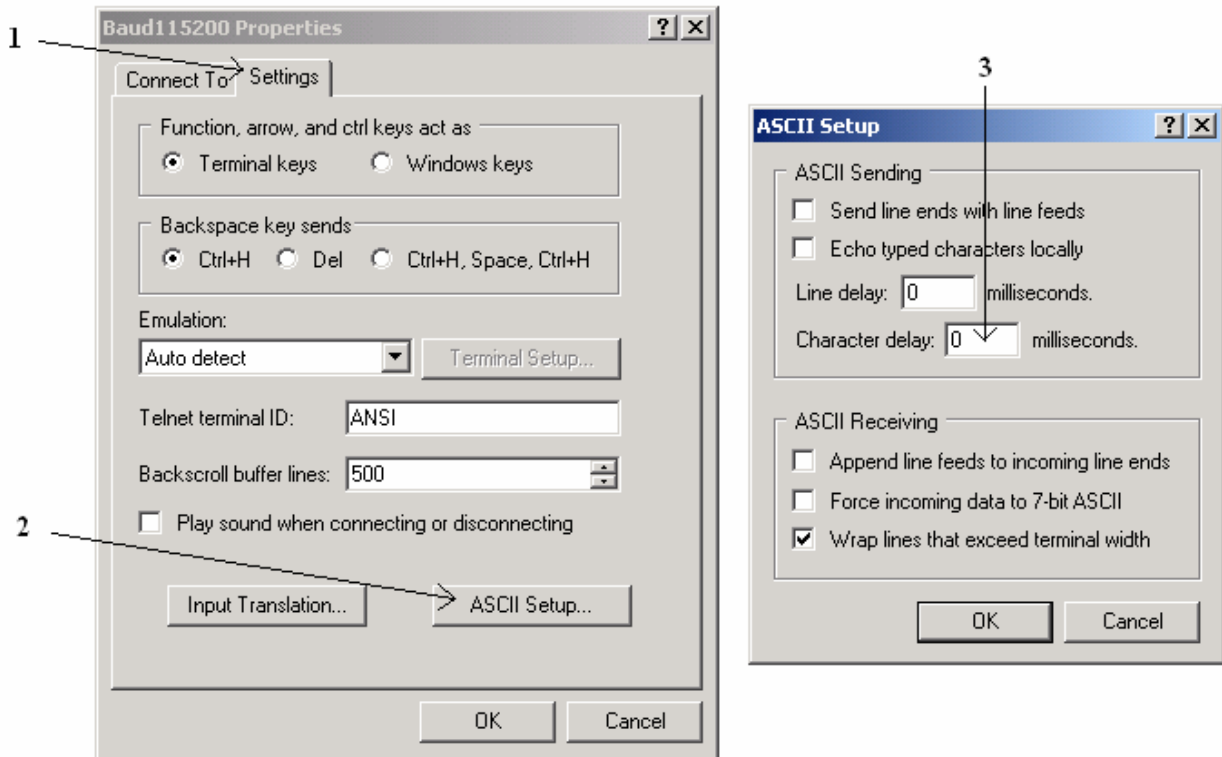 1
Baud115200 Properties
Connect To
Settings
Function, arrow, and ctrl keys act as
Terminal keys
Windows keys
Backspace key sends
Ctrl+H
Del
Ctrl+H, Space, Ctrl+H
Emulation:
Auto detect
Terminal Setup...
Telnet terminal ID:
ANSI
Backscroll buffer lines:
500
2
Play sound when connecting or disconnecting
Input Translation...
ASCII Setup...
OK
Cancel
3
ASCII Setup
ASCII Sending
Send line ends with line feeds
Echo typed characters locally
Line delay: 0 milliseconds.
Character delay: 0 milliseconds.
ASCII Receiving
Append line feeds to incoming line ends
Force incoming data to 7-bit ASCII
Wrap lines that exceed terminal width
OK
Cancel